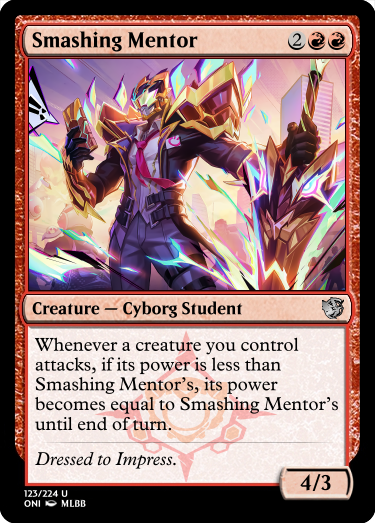 Smashing Mentor 2
Creature — Cyborg Student
Whenever a creature you control
attacks, if its power is less than
Smashing Mentor's, its power
becomes equal to Smashing Mentor's
until end of turn.
Dressed to Impress.
4/3
123/224 U
ONI MLBB